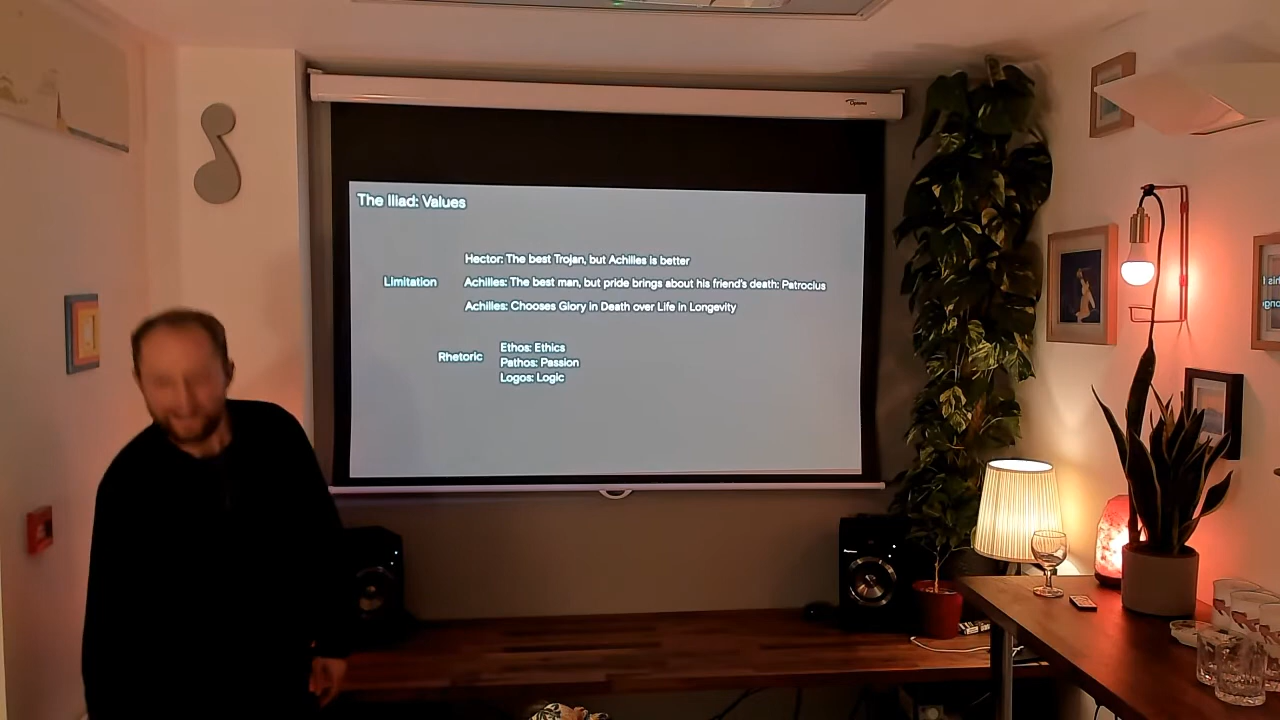 Optoma
The Iliad: Values
Hector: The best Trojan, but Achilles is better
Limitation
Achilles: The best man, but pride brings about his friend's death: Patroclus
Achilles: Chooses Glory in Death over Life in Longevity
Rhetoric
Ethos: Ethics
Pathos: Passion
Logos: Logic